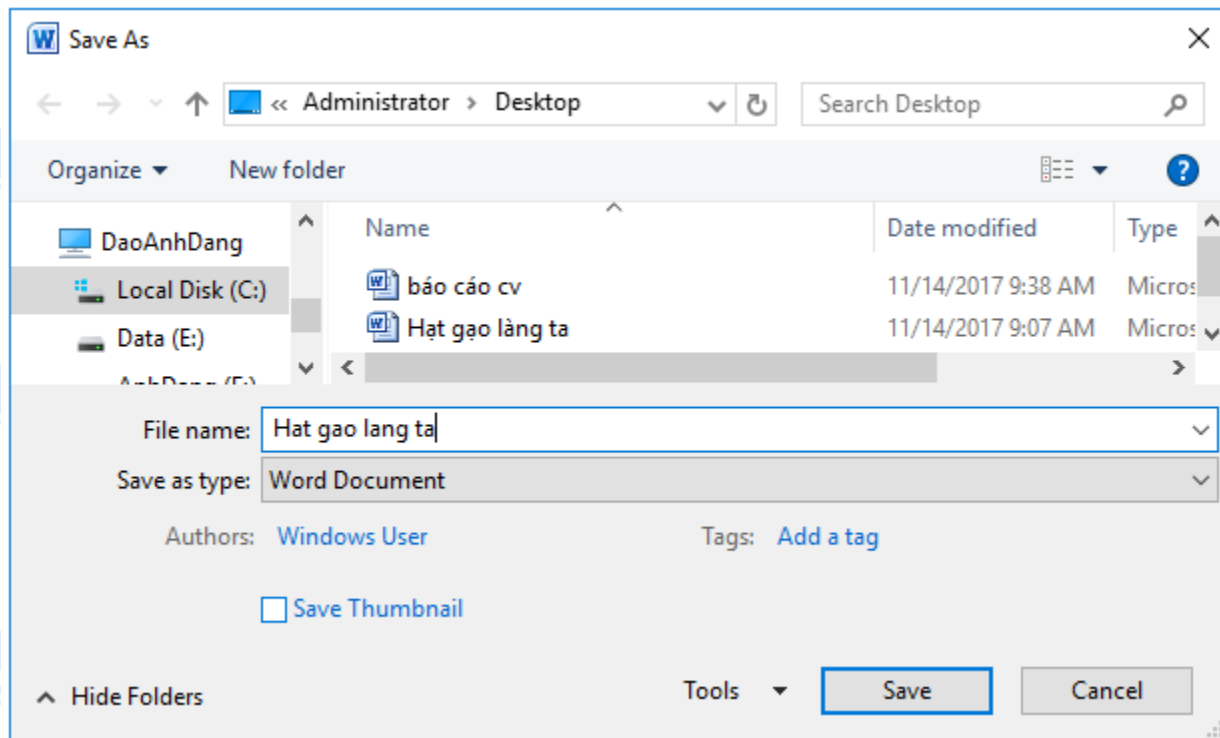 Save As
« Administrator > Desktop
Search Desktop
Organize
New folder
Name
Date modified
Type
DaoAnhDang
Local Disk (C:)
Data (E:)
báo cáo cv
11/14/2017 9:38 AM
Micros
Hạt gạo làng ta
11/14/2017 9:07 AM
Micros
File name: Hat gao lang ta
Save as type: Word Document
Authors: Windows User
Tags: Add a tag
Save Thumbnail
Hide Folders
Tools
Save
Cancel